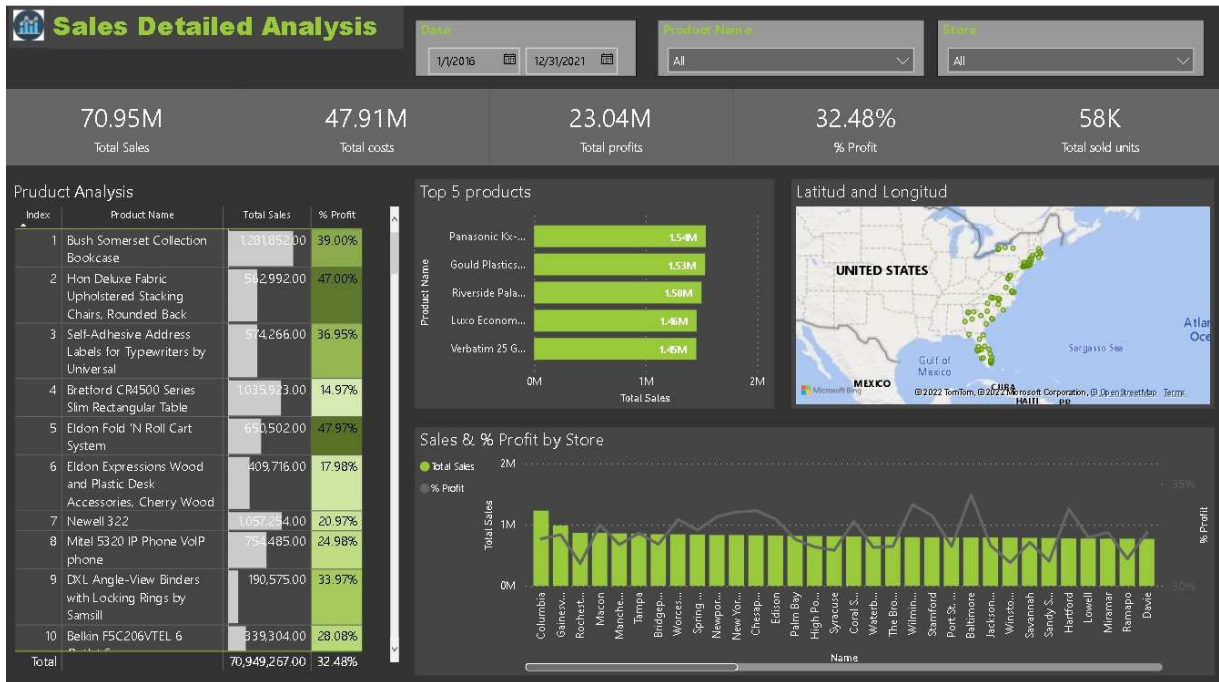 Sales Detailed Analysis
Date
1/1/2016 12/31/2021
Product Name
All
Store
All
70.95M
Total Sales
47.91M
Total costs
23.04M
Total profits
32.48%
% Profit
58K
Total sold units
Pruduct Analysis
Index Product Name Total Sales % Profit
1 Bush Somerset Collection 1,281,852.00 39.00%
Bookcase
2 Hon Deluxe Fabric 562,992.00 47.00%
Upholstered Stacking
Chairs, Rounded Back
3 Self-Adhesive Address 574,266.00 36.95%
Labels for Typewriters by
Universal
4 Bretford CR4500 Series 1,035,923.00 14.97%
Slim Rectangular Table
5 Eldon Fold 'N Roll Cart 650,502.00 47.97%
System
6 Eldon Expressions Wood 409,716.00 17.98%
and Plastic Desk
Accessories, Cherry Wood
7 Newell 322 1,057,254.00 20.97%
8 Mitel 5320 IP Phone VoIP 754,485.00 24.98%
phone
9 DXL Angle-View Binders 190,575.00 33.97%
with Locking Rings by
Samsill
10 Belkin F5C206VTEL 6 339,304.00 28.08%
Total 70,949,267.00 32.48%
Top 5 products
Product Name
Panasonic Kx-... 1.54M
Gould Plastics... 1.53M
Riverside Pala... 1.50M
Luxo Econom... 1.46M
Verbatim 25 G... 1.45M
0M 1M 2M
Total Sales
Latitud and Longitud
UNITED STATES
Atlar
Oce
Sargasso Sea
Gulf of
Mexico
MEXICO
CUBA
HAITI PR
Microsoft Bing
©2022 TomTom, ©2022 Microsoft Corporation, © OpenStreetMap Terms
Sales & % Profit by Store
Total Sales
% Profit
2M
1M
0M
Total Sales
35%
30%
% Profit
Columbia
Gainesv...
Rochest...
Macon
Manche...
Tampa
Bridgep...
Worces...
Spring ...
Newpor...
New Yor...
Chesap...
Edison
Palm Bay
High Po...
Syracuse
Coral S...
Waterb...
The Bro...
Wilmin...
Stamford
Port St. ...
Baltimore
Jackson...
Winsto...
Savannah
Sandy S...
Hartford
Lowell
Miramar
Ramapo
Davie
Name